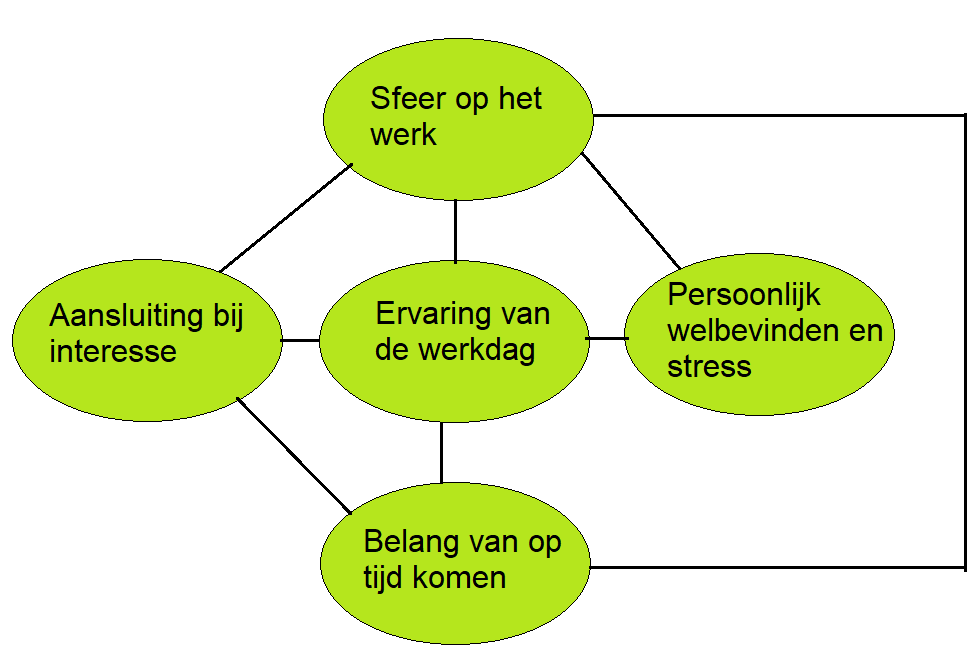 Sfeer op het
werk
Aansluiting bij
interesse
Ervaring van
de werkdag
Persoonlijk
welbevinden en
stress
Belang van op
tijd komen